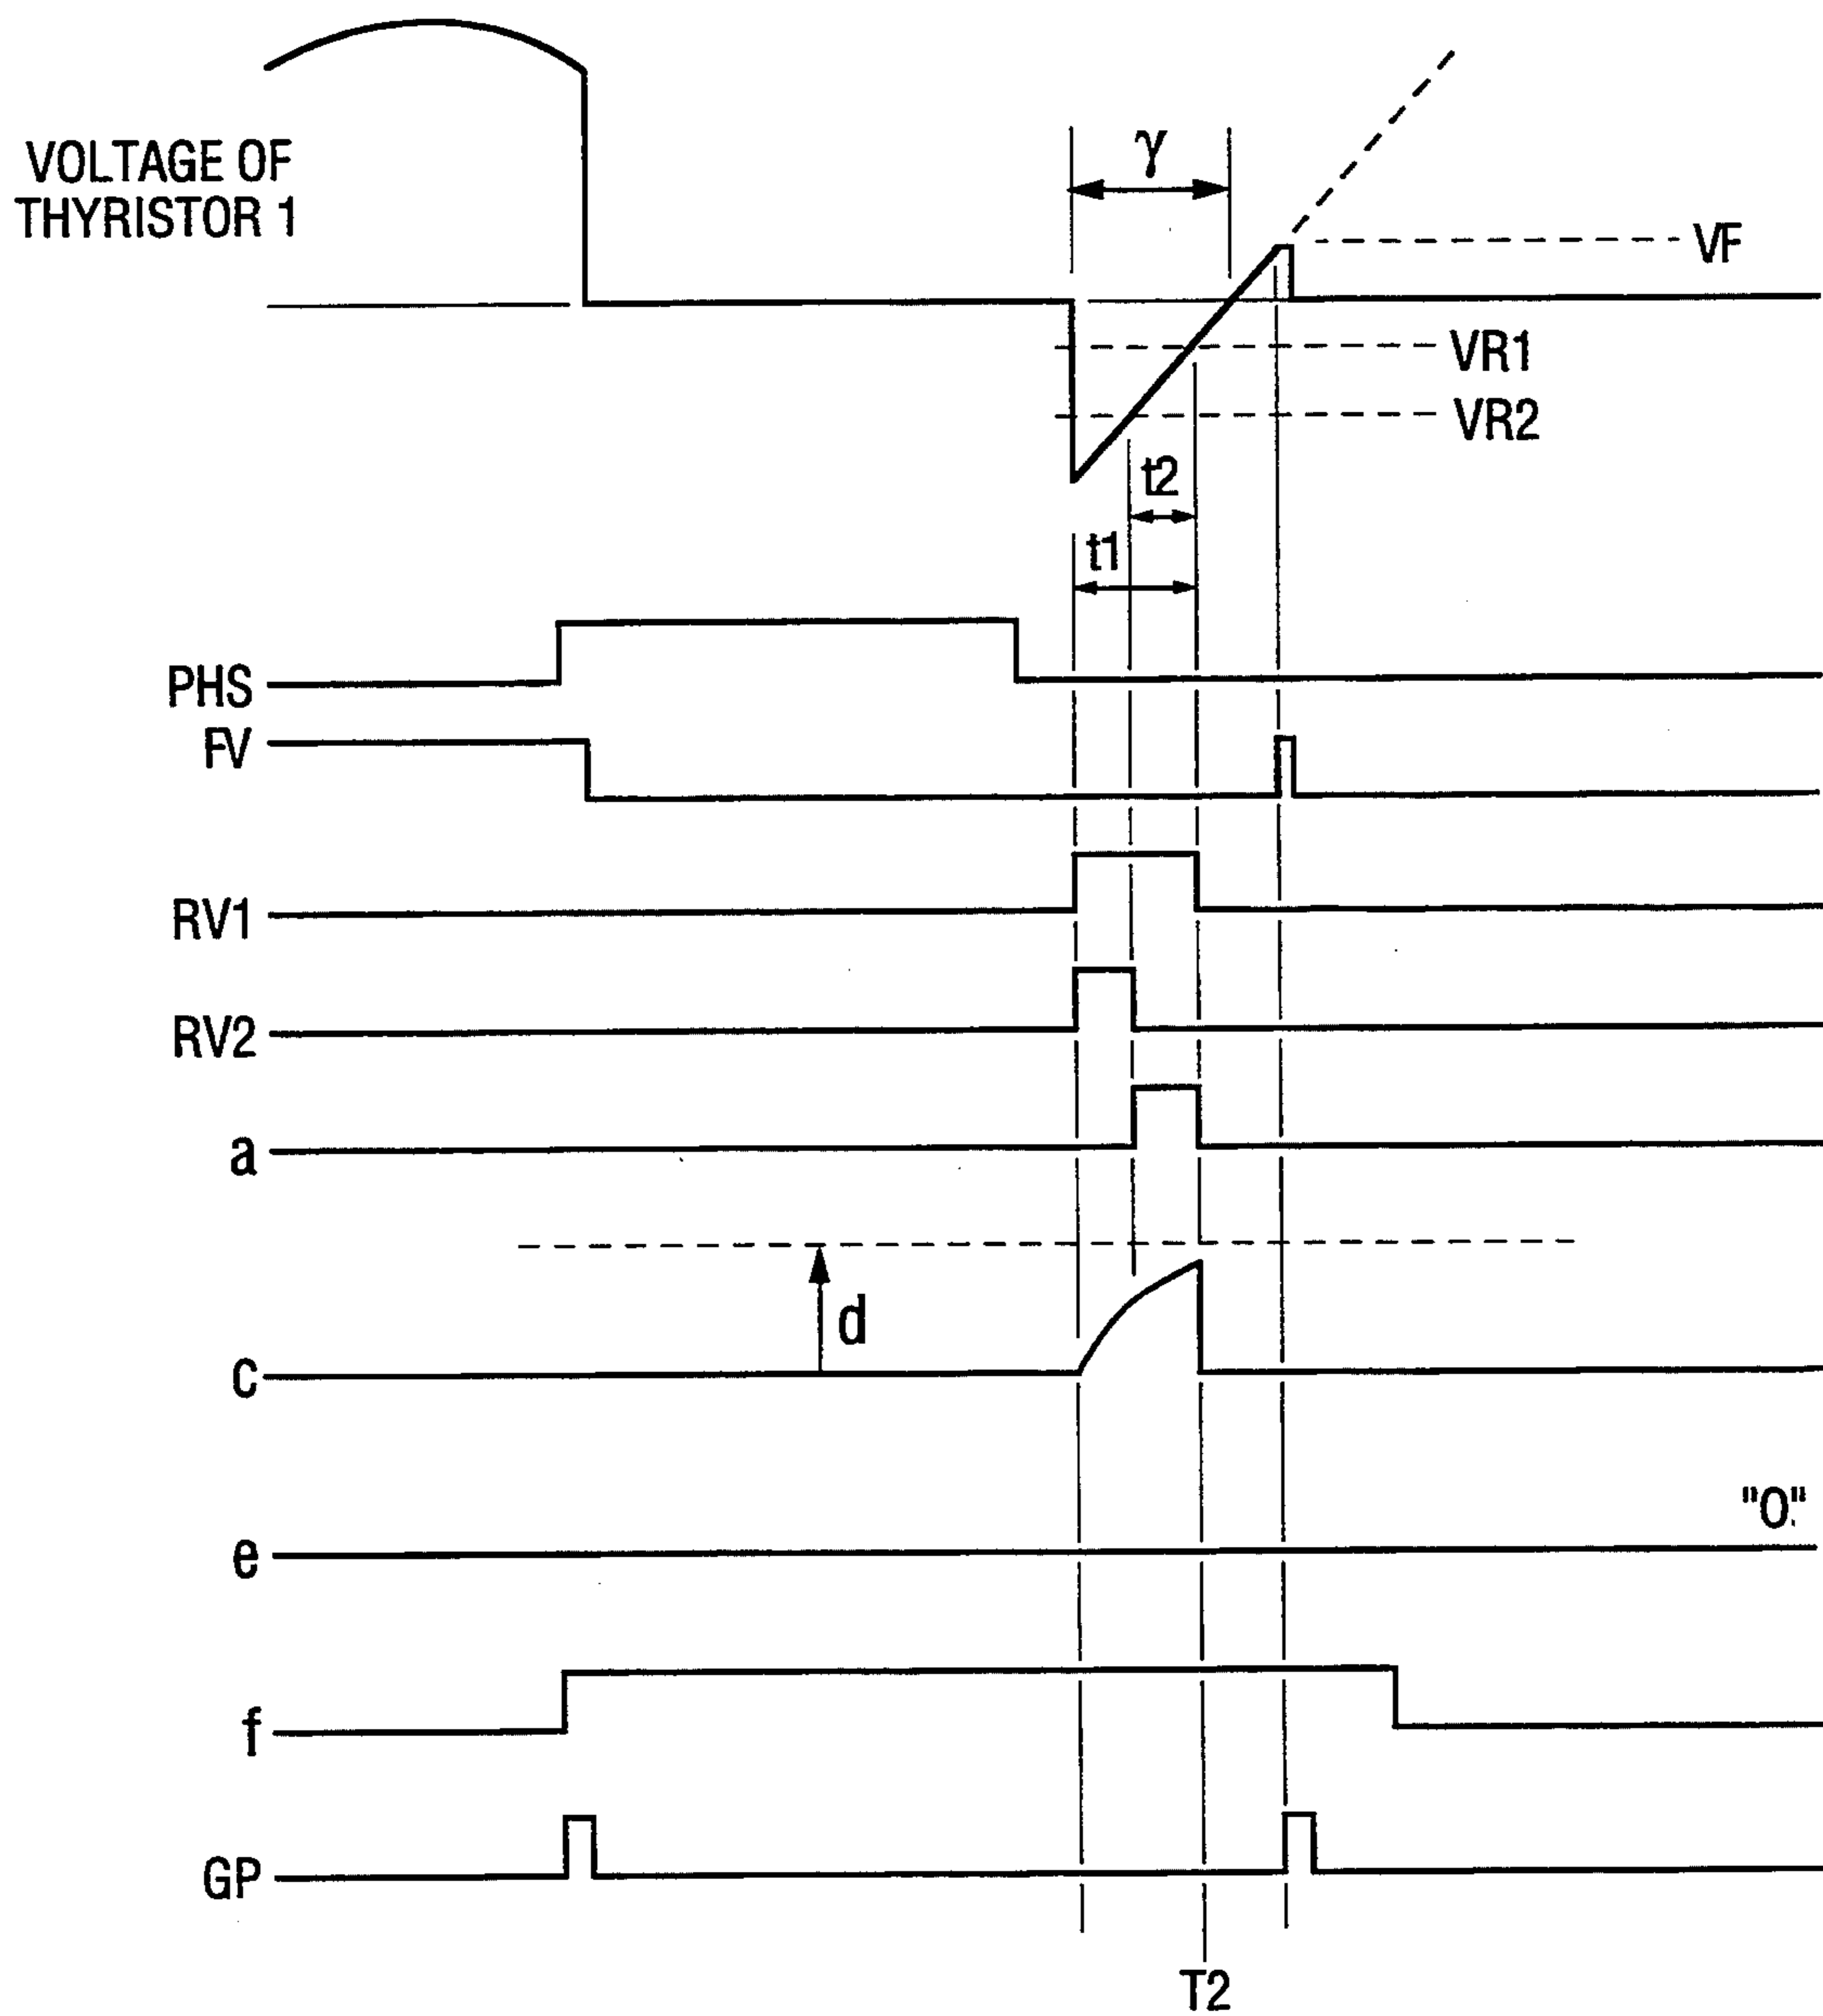 γ
VOLTAGE OF
THYRISTOR 1
VF
VR1
VR2
t2
t1
PHS
FV
RV1
RV2
a
d
c
"0"
e
f
GP
T2